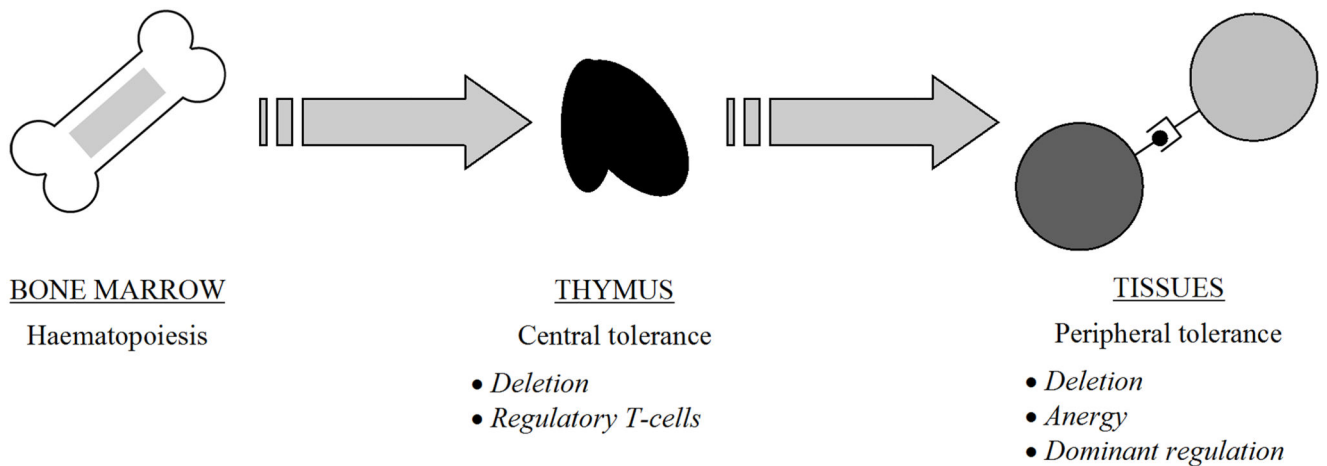 BONE MARROW
Haematopoiesis
THYMUS
Central tolerance
• Deletion
• Regulatory T-cells
TISSUES
Peripheral tolerance
• Deletion
• Anergy
• Dominant regulation